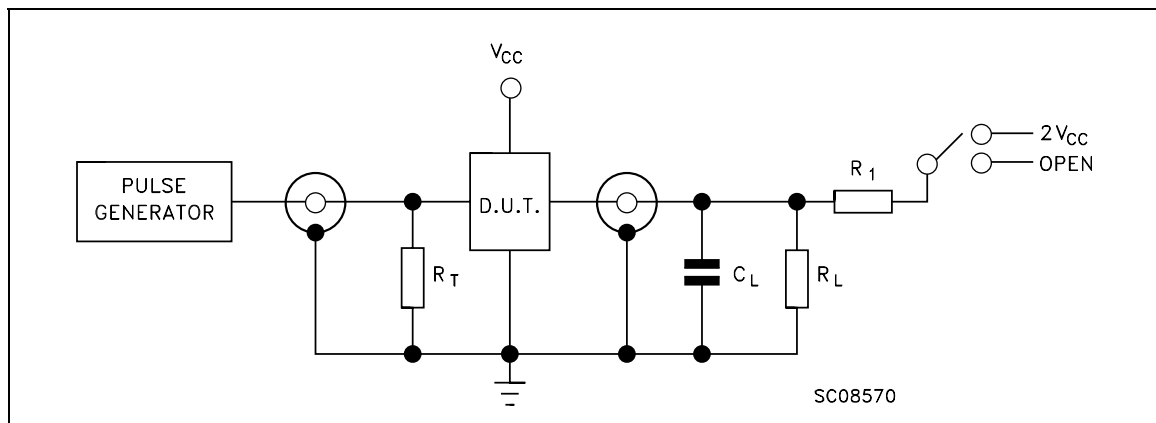 VCC
2VCC
OPEN
R1
PULSE
GENERATOR
D.U.T.
RT
CL
RL
SC08570